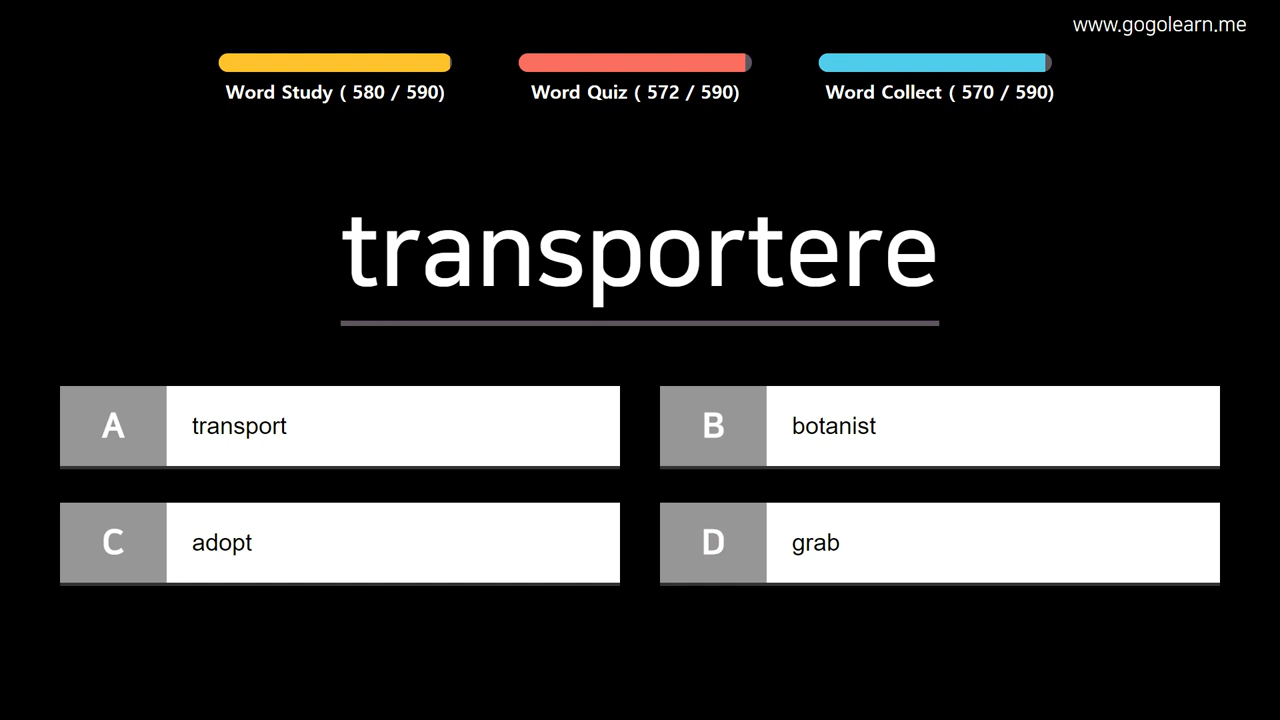 www.gogolearn.me
Word Study ( 580 / 590)
Word Quiz ( 572 / 590)
Word Collect ( 570 / 590)
transportere
A transport
B botanist
C adopt
D grab